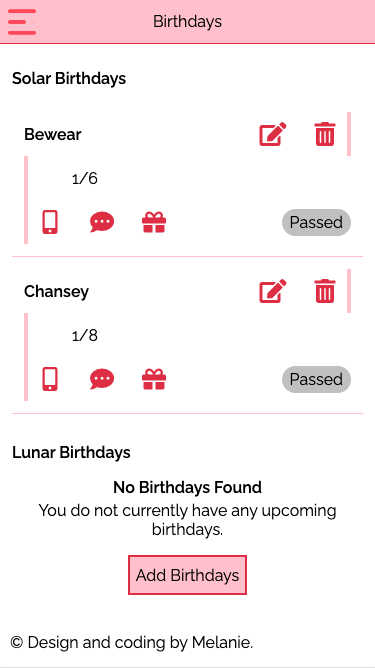 Birthdays
Solar Birthdays
Bewear
1/6
Passed
Chansey
1/8
Passed
Lunar Birthdays
No Birthdays Found
You do not currently have any upcoming
birthdays.
Add Birthdays
© Design and coding by Melanie.